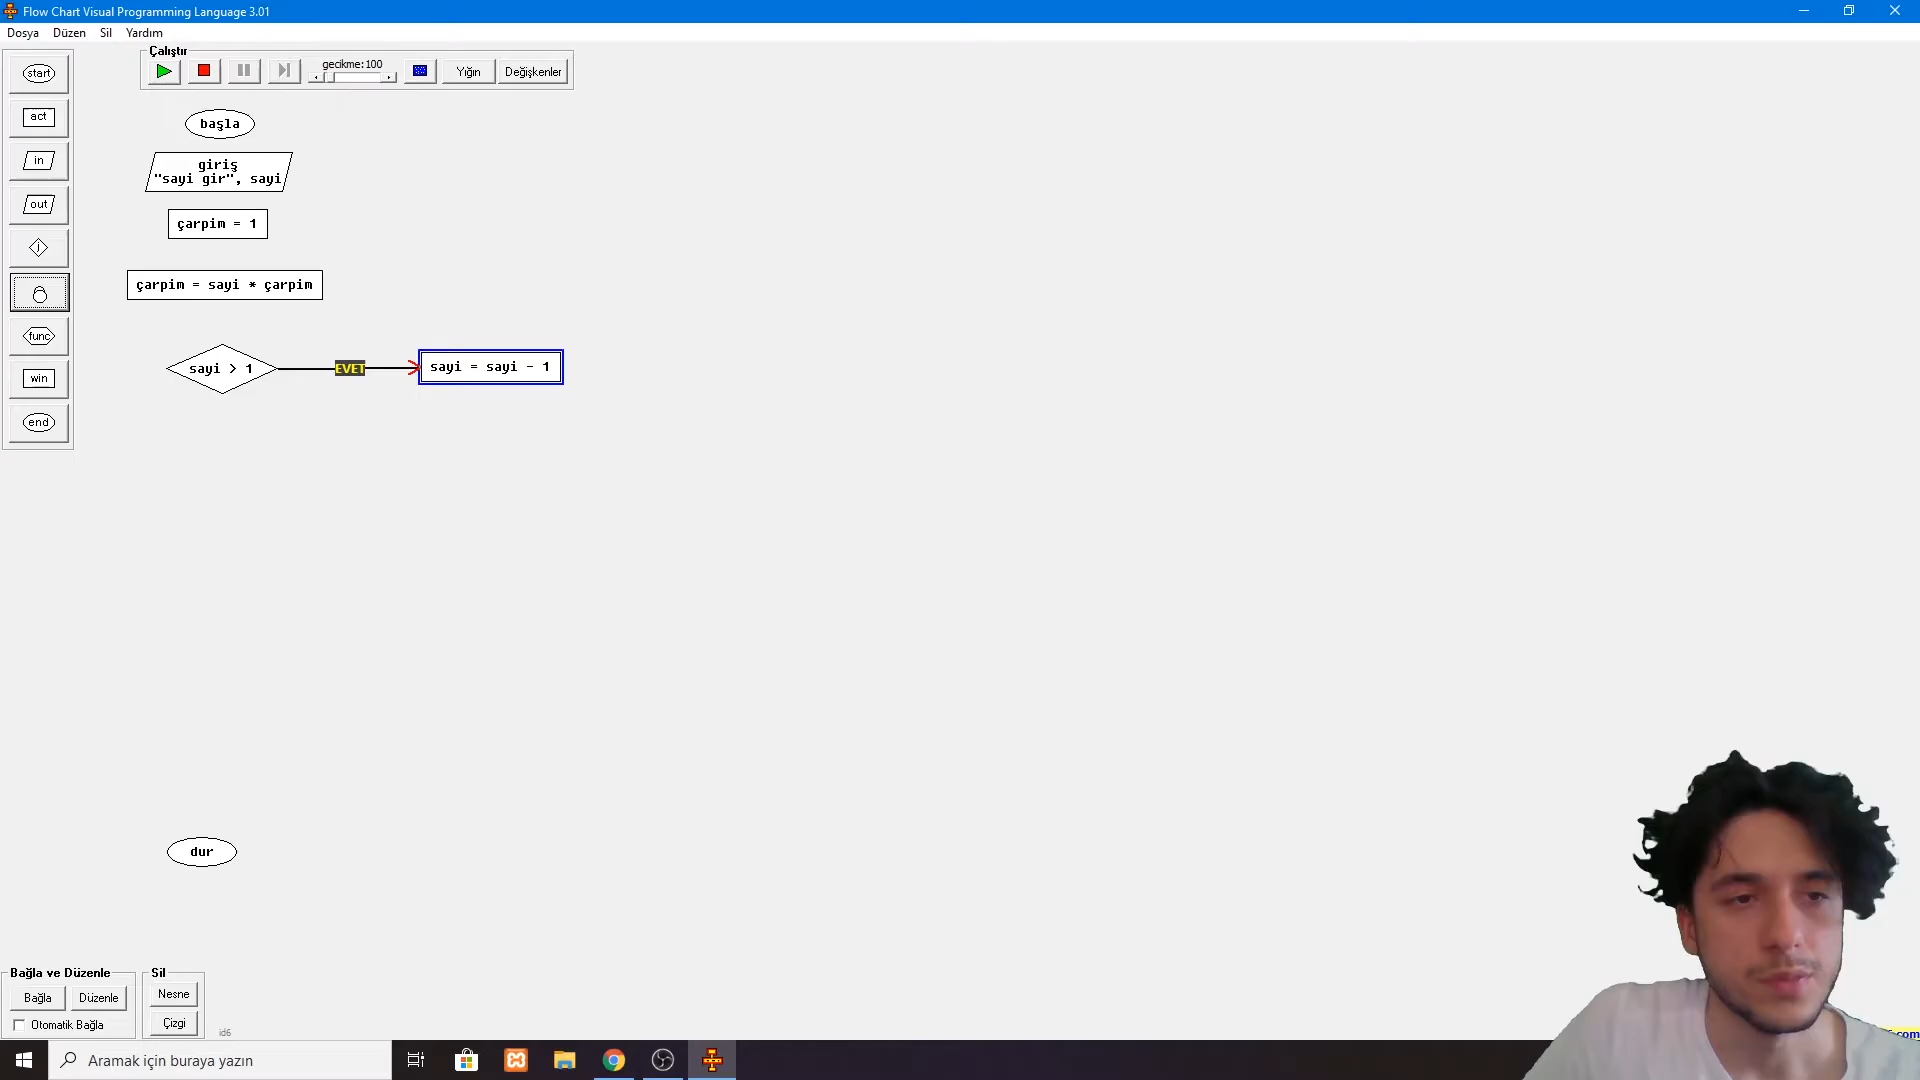 Flow Chart Visual Programming Language 3.01
Dosya Düzen Sil Yardım
Çalıştır
gecikme:100
Yığın
Değişkenler
start
act
in
out
func
win
end
başla
giriş
"sayi gir", sayi
çarpim = 1
çarpim = sayi * çarpim
sayi > 1
EVET
sayi = sayi - 1
dur
Bağla ve Düzenle
Bağla
Düzenle
Otomatik Bağla
Sil
Nesne
Çizgi
id6
.com
Aramak için buraya yazın